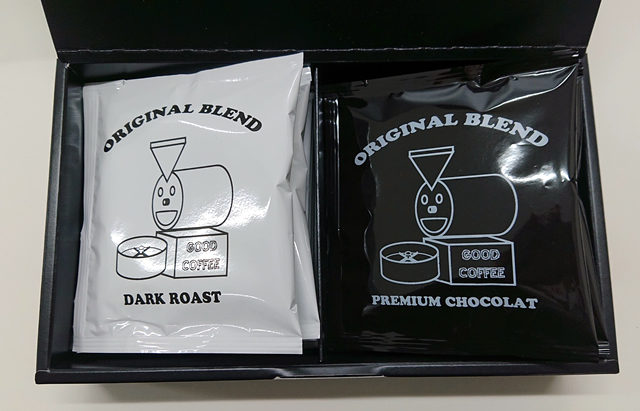 ORIGINAL BLEND
GOOD
COFFEE
DARK ROAST
ORIGINAL BLEND
GOOD
COFFEE
PREMIUM CHOCOLAT